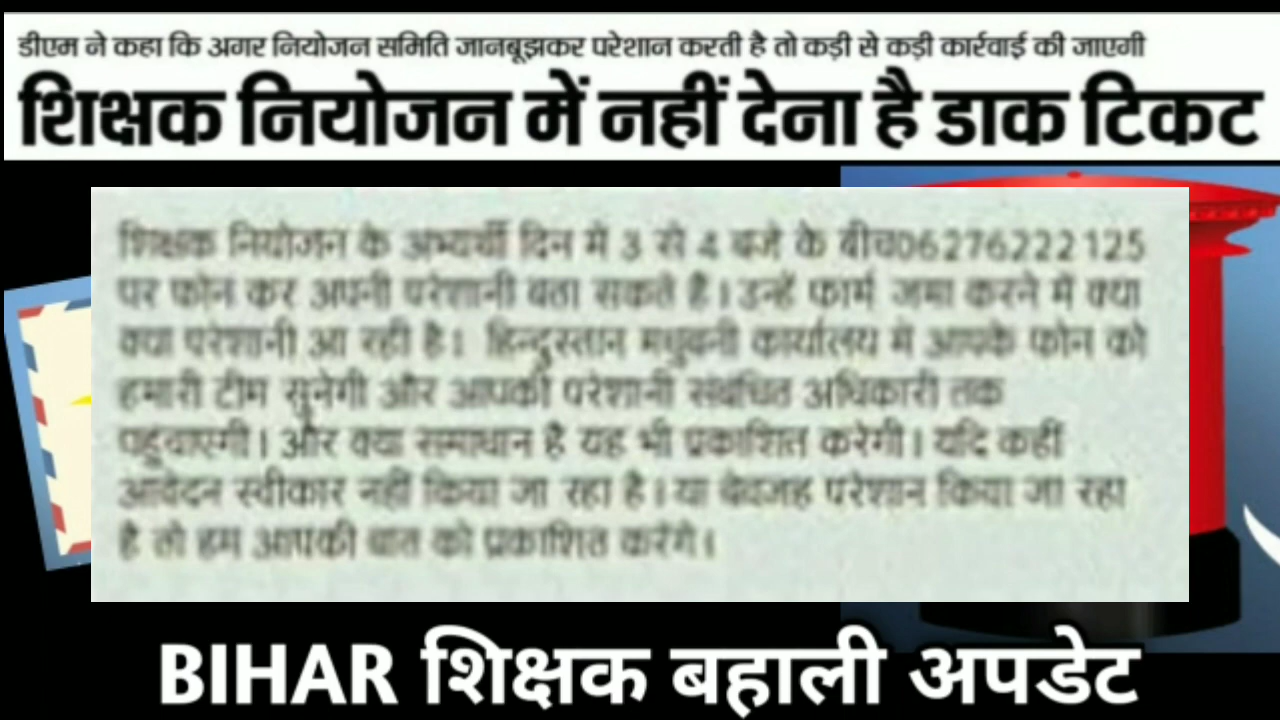 डीएम ने कहा कि अगर नियोजन समिति जानबूझकर परेशान करती है तो कड़ी से कड़ी कार्रवाई की जाएगी
शिक्षक नियोजन में नहीं देना है डाक टिकट
शिक्षक नियोजन के अभ्यर्थी दिन में 3 से 4 बजे के बीच06276222125
पर फोन कर अपनी परेशानी बता सकते हैं। उन्हें फार्म जमा करने में क्या
क्या परेशानी आ रही है। हिन्दुस्तान मधुबनी कार्यालय में आपके फोन को
हमारी टीम सुनेगी और आपकी परेशानी संबंधित अधिकारी तक
पहुंचाएगी। और क्या समाधान है यह भी प्रकाशित करेगी। यदि कहीं
आवेदन स्वीकार नहीं किया जा रहा है। या बेवजह परेशान किया जा रहा
है तो हम आपकी बात को प्रकाशित करेंगे।
BIHAR शिक्षक बहाली अपडेट